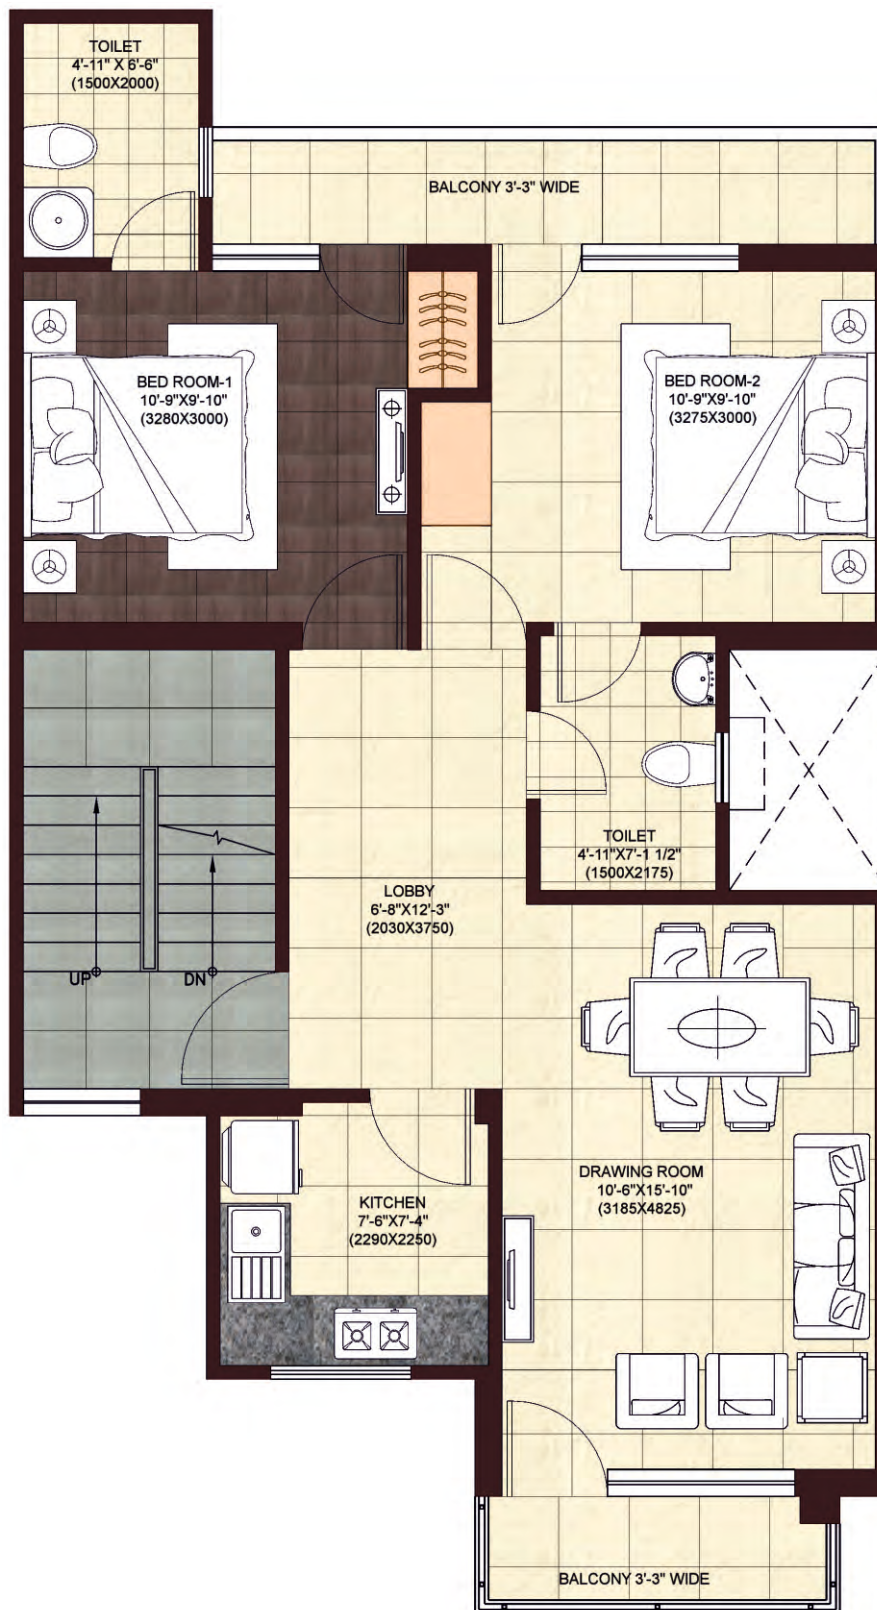 TOILET
4'-11" X 6'-6"
(1500X2000)
BALCONY 3'-3" WIDE
BED ROOM-1
10'-9"X9'-10"
(3280X3000)
BED ROOM-2
10'-9"X9'-10"
(3275X3000)
TOILET
4'-11"X7'-1 1/2"
(1500X2175)
LOBBY
6'-8"X12'-3"
(2030X3750)
UP
DN
DRAWING ROOM
10'-6"X15'-10"
(3185X4825)
KITCHEN
7'-6"X7'-4"
(2290X2250)
BALCONY 3'-3" WIDE